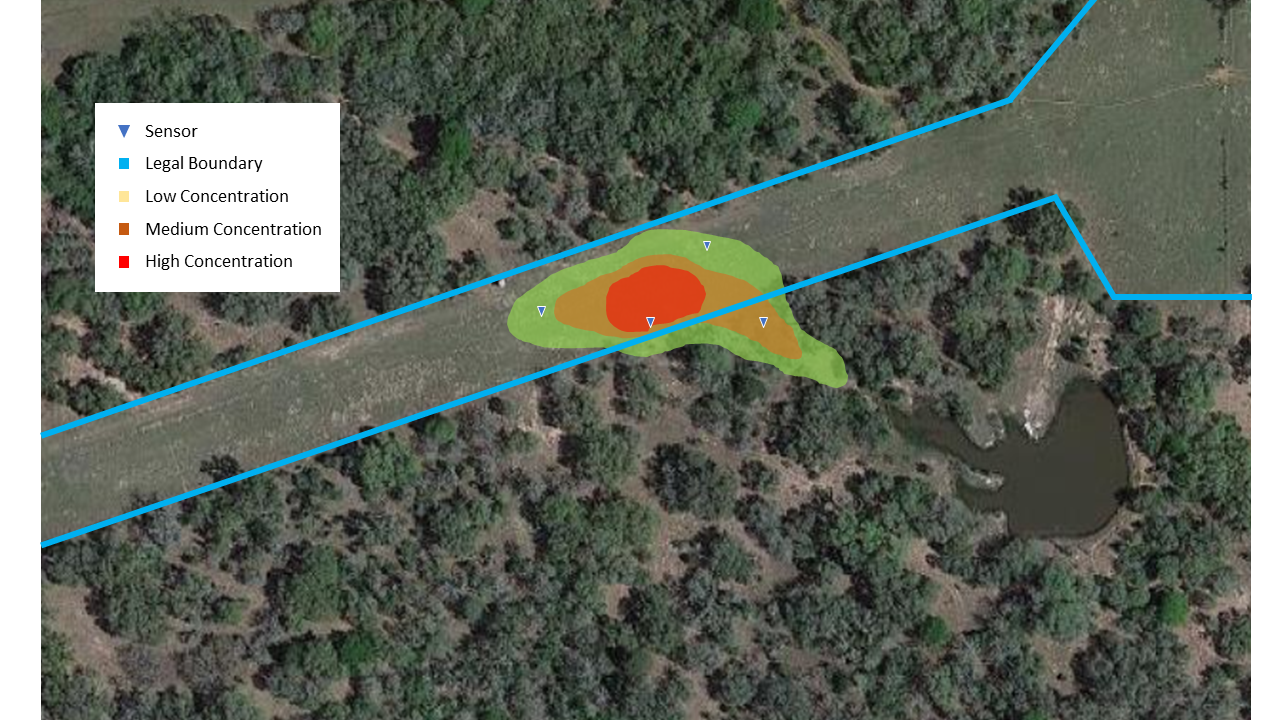 Sensor
Legal Boundary
Low Concentration
Medium Concentration
High Concentration